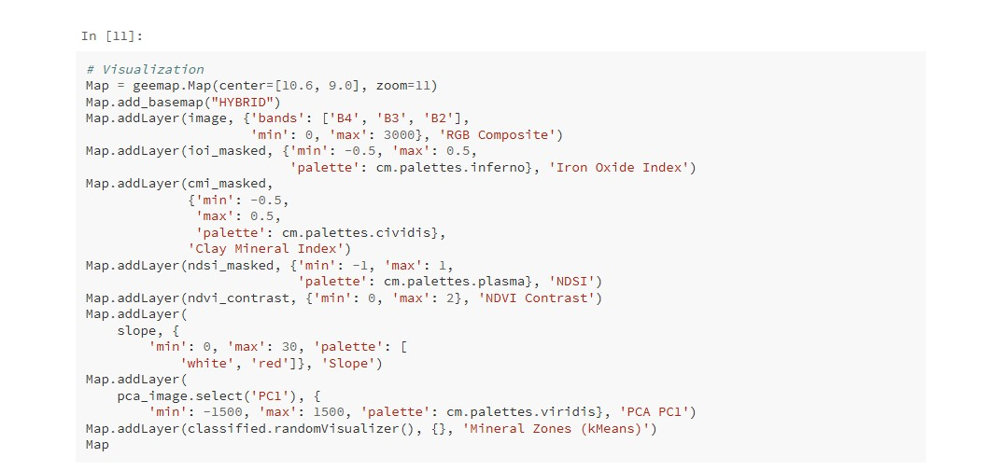 In [11]:
# Visualization
Map = geemap.Map(center=[10.6, 9.0], zoom=11)
Map.add_basemap("HYBRID")
Map.addLayer(image, {'bands': ['B4', 'B3', 'B2'],
                     'min': 0, 'max': 3000}, 'RGB Composite')
Map.addLayer(ioi_masked, {'min': -0.5, 'max': 0.5,
                          'palette': cm.palettes.inferno}, 'Iron Oxide Index')
Map.addLayer(cmi_masked,
             {'min': -0.5,
              'max': 0.5,
              'palette': cm.palettes.cividis},
             'Clay Mineral Index')
Map.addLayer(ndsi_masked, {'min': -1, 'max': 1,
                           'palette': cm.palettes.plasma}, 'NDSI')
Map.addLayer(ndvi_contrast, {'min': 0, 'max': 2}, 'NDVI Contrast')
Map.addLayer(
    slope, {
        'min': 0, 'max': 30, 'palette': [
            'white', 'red']}, 'Slope')
Map.addLayer(
    pca_image.select('PC1'), {
        'min': -1500, 'max': 1500, 'palette': cm.palettes.viridis}, 'PCA PC1')
Map.addLayer(classified.randomVisualizer(), {}, 'Mineral Zones (kMeans)')
Map